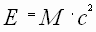 E = M · c²